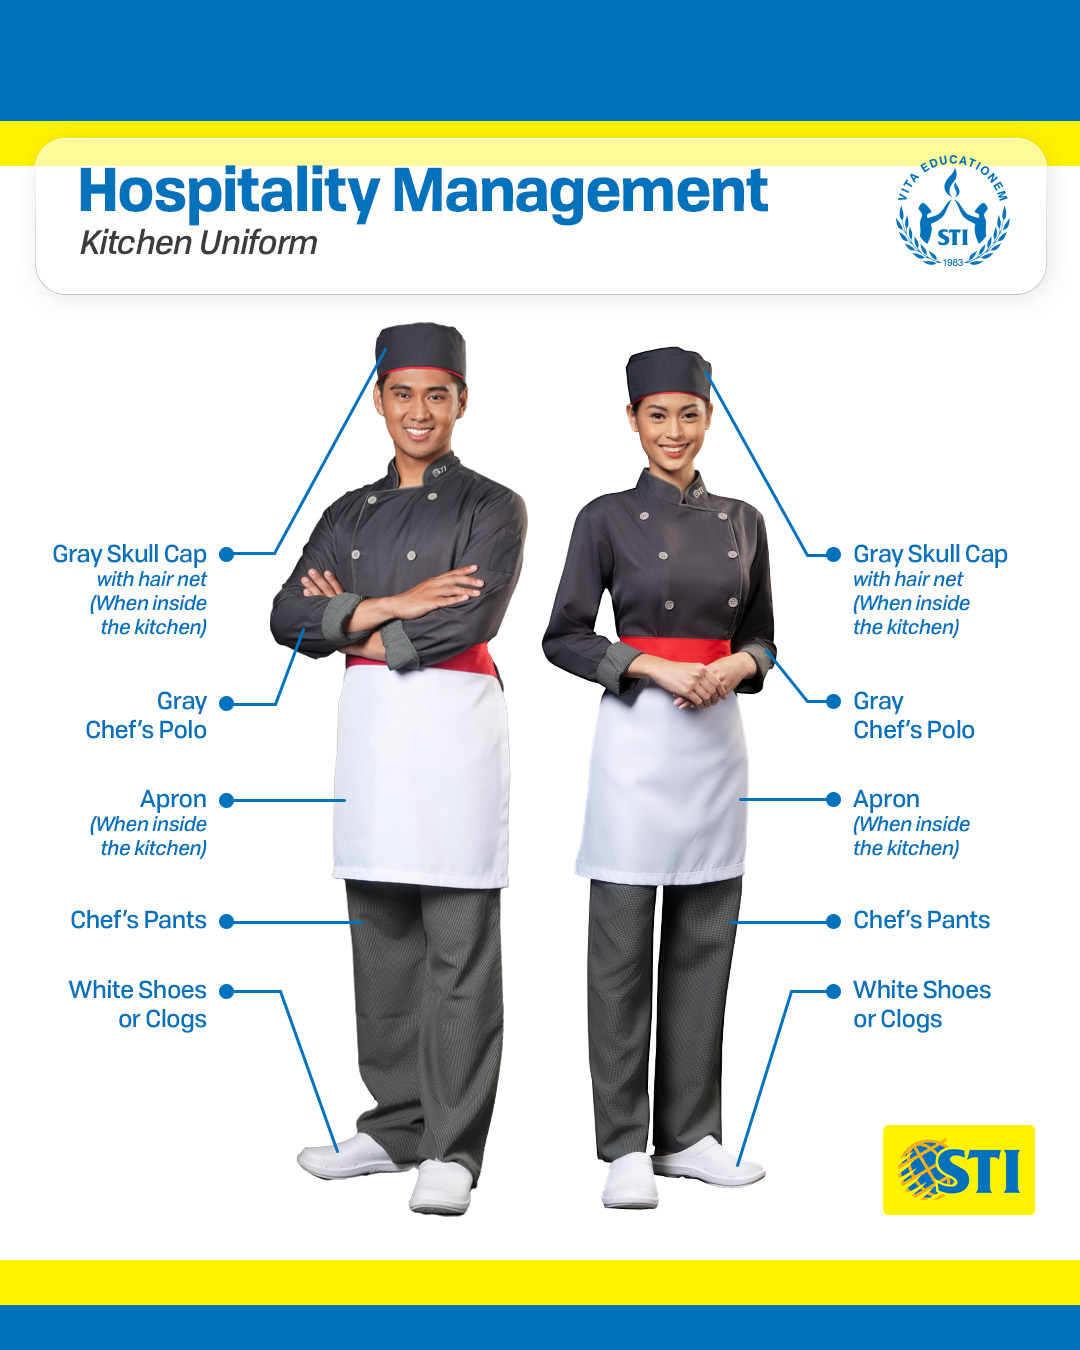 Hospitality Management
Kitchen Uniform
VITA EDUCATIONEM
STI
1983
STI
STI
Gray Skull Cap
with hair net
(When inside
the kitchen)
Gray
Chef's Polo
Apron
(When inside
the kitchen)
Chef's Pants
White Shoes
or Clogs
Gray Skull Cap
with hair net
(When inside
the kitchen)
Gray
Chef's Polo
Apron
(When inside
the kitchen)
Chef's Pants
White Shoes
or Clogs
STI